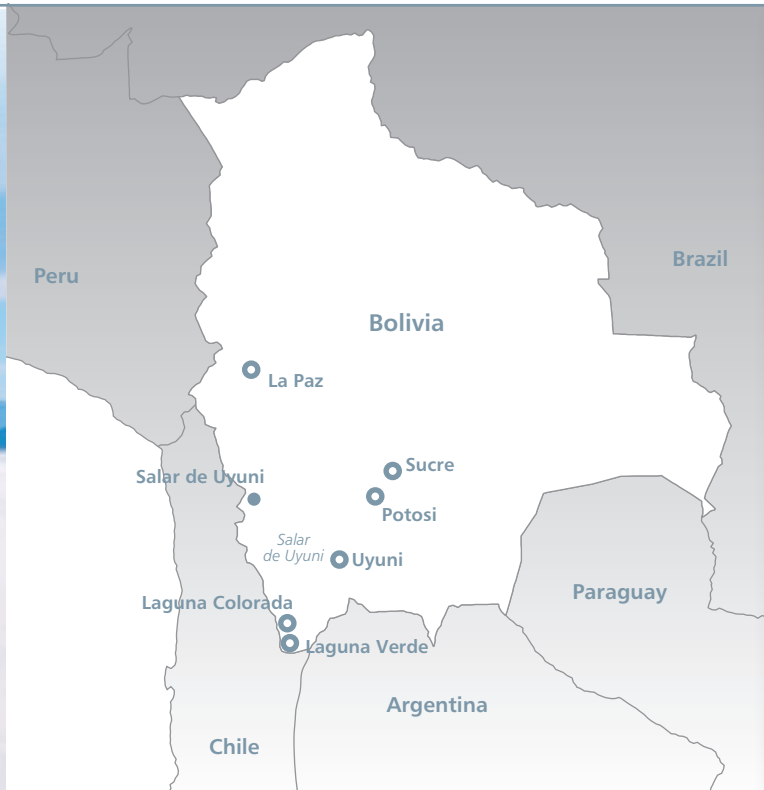 Peru
Brazil
Bolivia
La Paz
Sucre
Salar de Uyuni
Potosi
Salar
de Uyuni
Uyuni
Laguna Colorada
Paraguay
Laguna Verde
Argentina
Chile